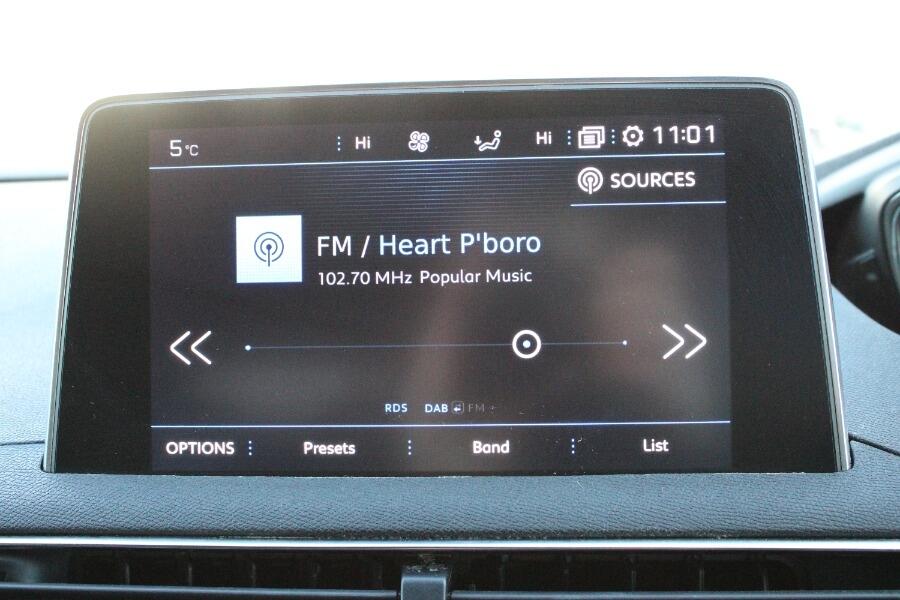 5°C Hi Hi 11:01
SOURCES
FM / Heart P'boro
102.70 MHz Popular Music
RDS DAB FM
OPTIONS Presets Band List